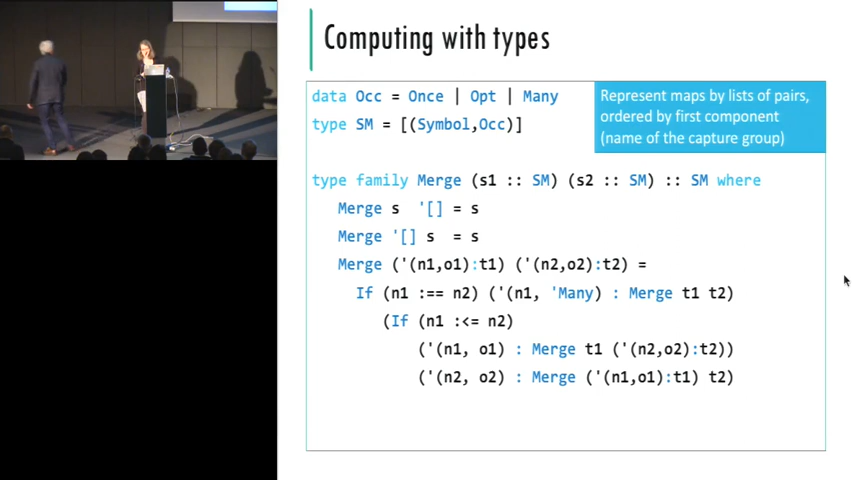 Computing with types
data Occ = Once | Opt | Many
type SM = [(Symbol,Occ)]
Represent maps by lists of pairs,
ordered by first component
(name of the capture group)
type family Merge (s1 :: SM) (s2 :: SM) :: SM where
Merge s '[] = s
Merge '[] s = s
Merge ('(n1,o1):t1) ('(n2,o2):t2) =
If (n1 :== n2) ('(n1, 'Many) : Merge t1 t2)
(If (n1 :<= n2)
('(n1, o1) : Merge t1 ('(n2,o2):t2))
('(n2, o2) : Merge ('(n1,o1):t1) t2)